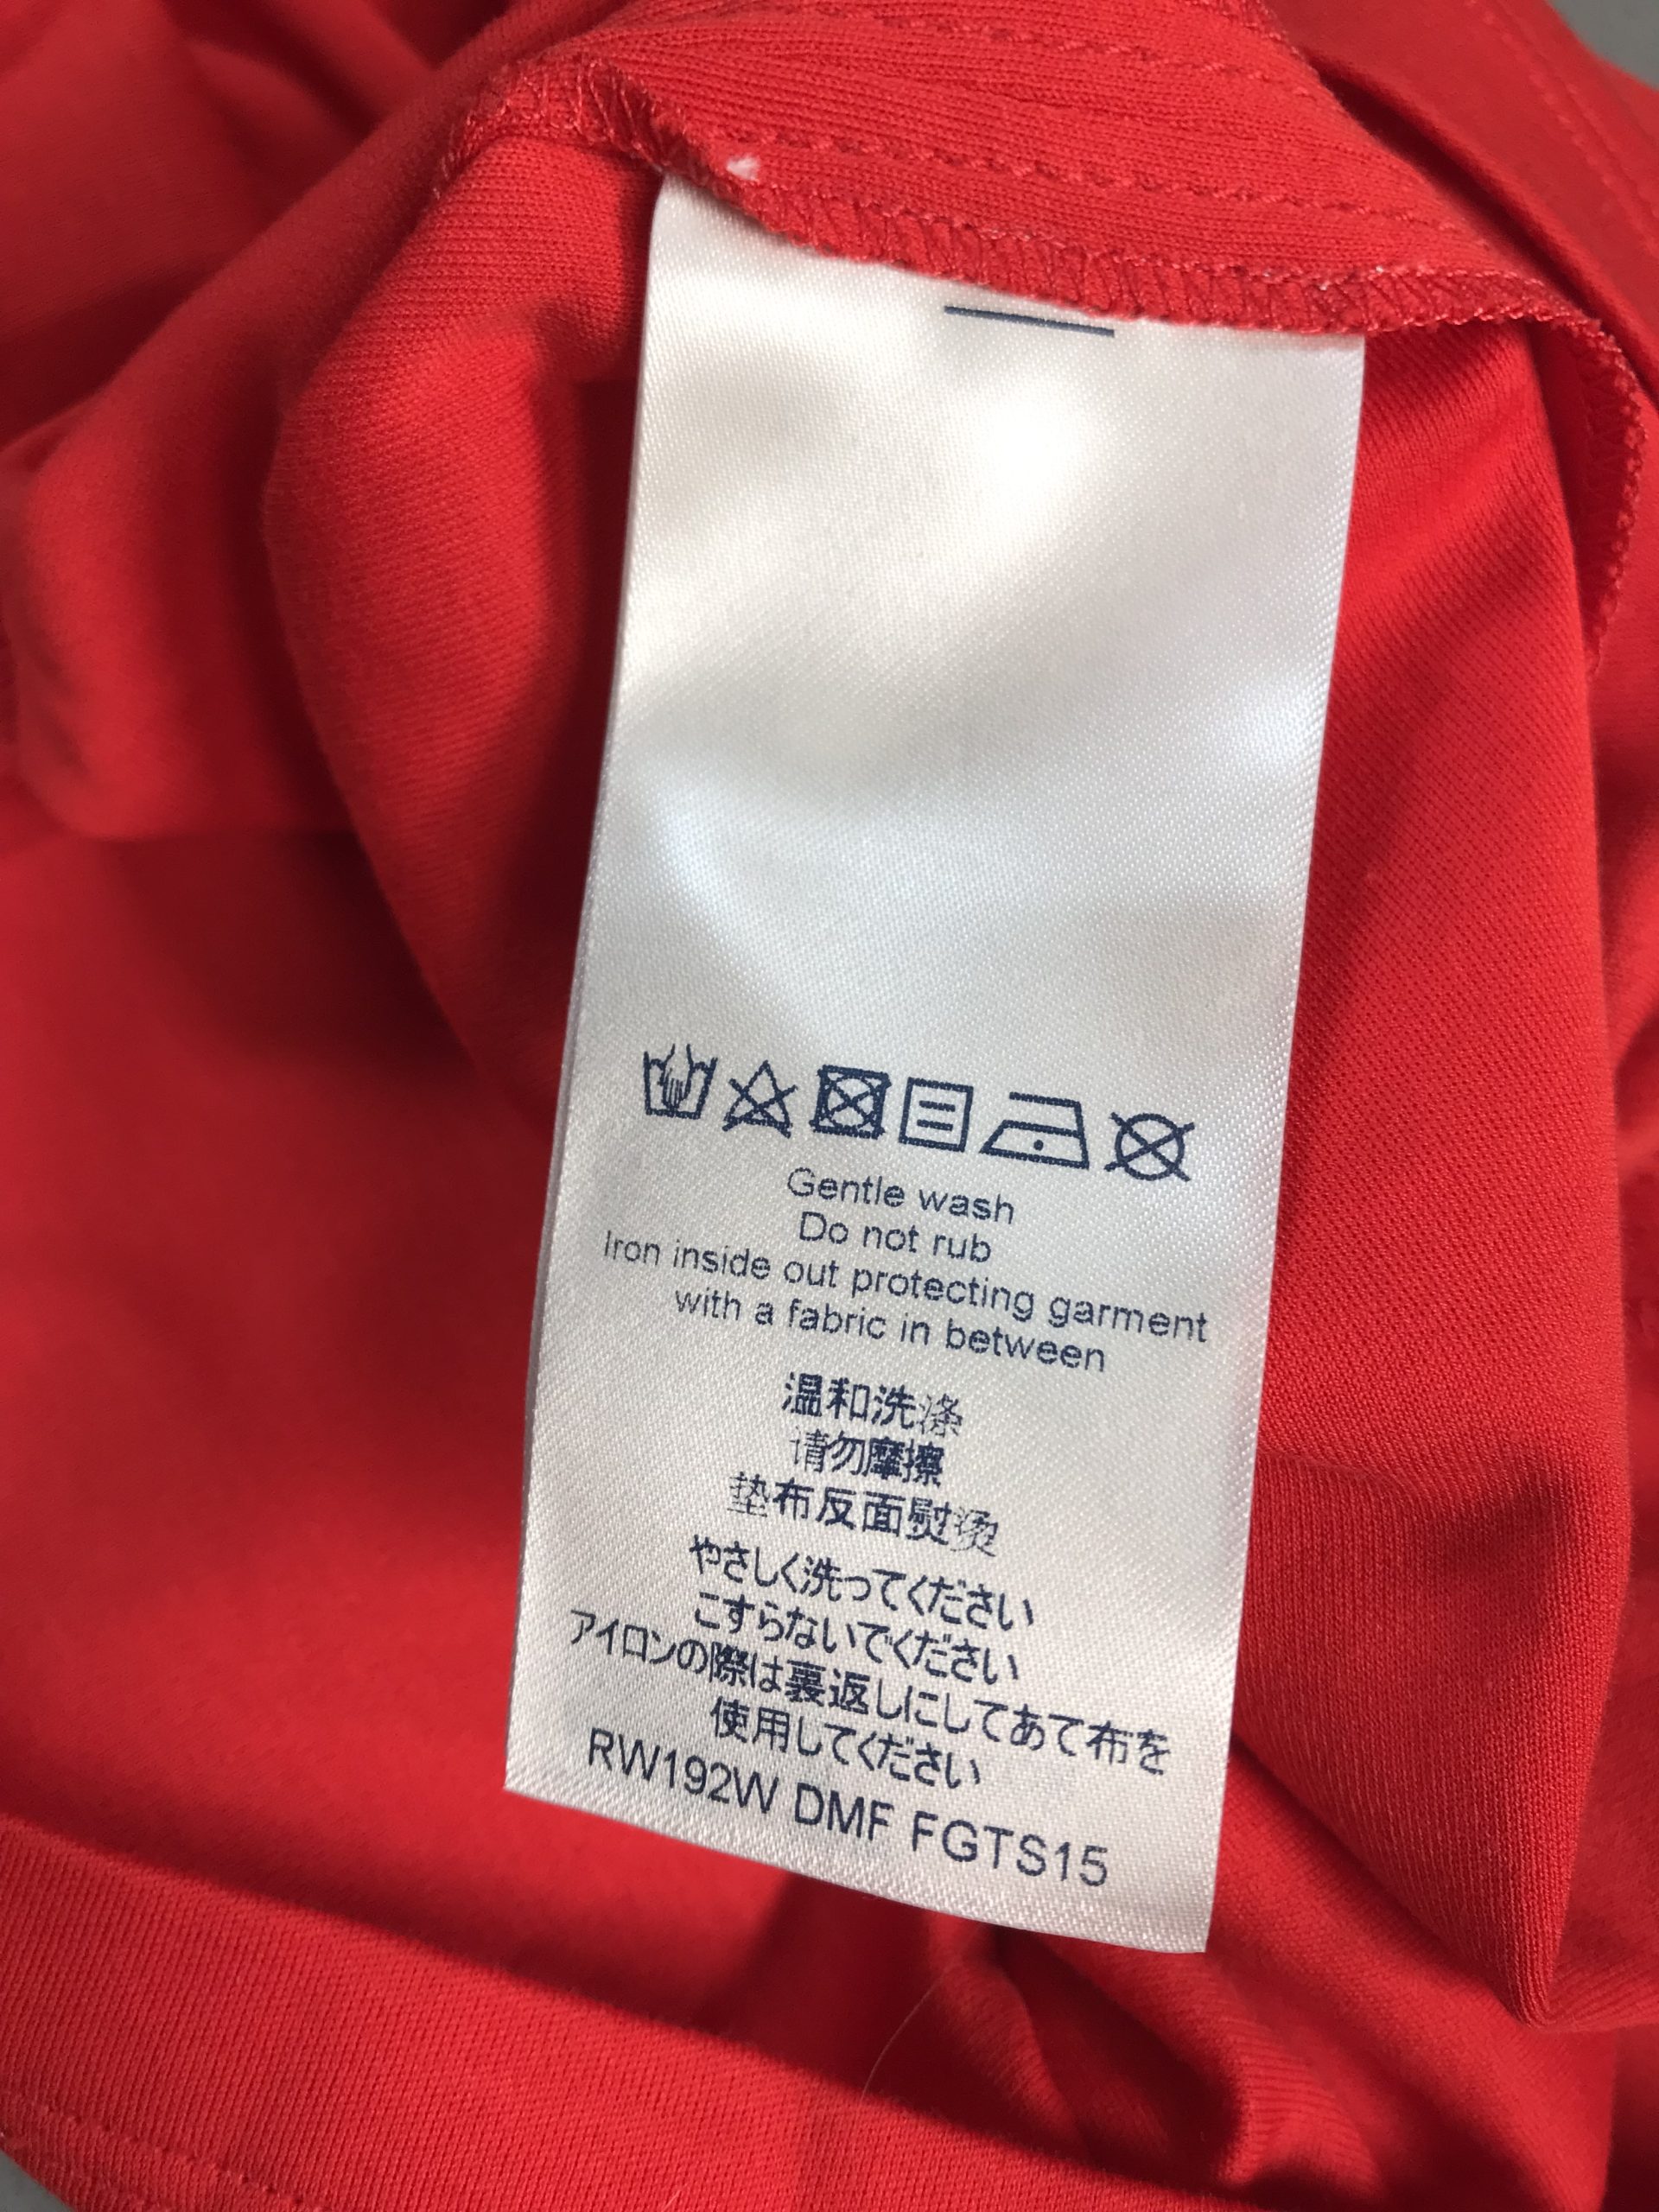 Gentle wash
Do not rub
Iron inside out protecting garment
with a fabric in between
温和洗涤
请勿摩擦
垫布反面熨烫
やさしく洗ってください
こすらないでください
アイロンの際は裏返しにしてあて布を
使用してください
RW192W DMF FGTS15